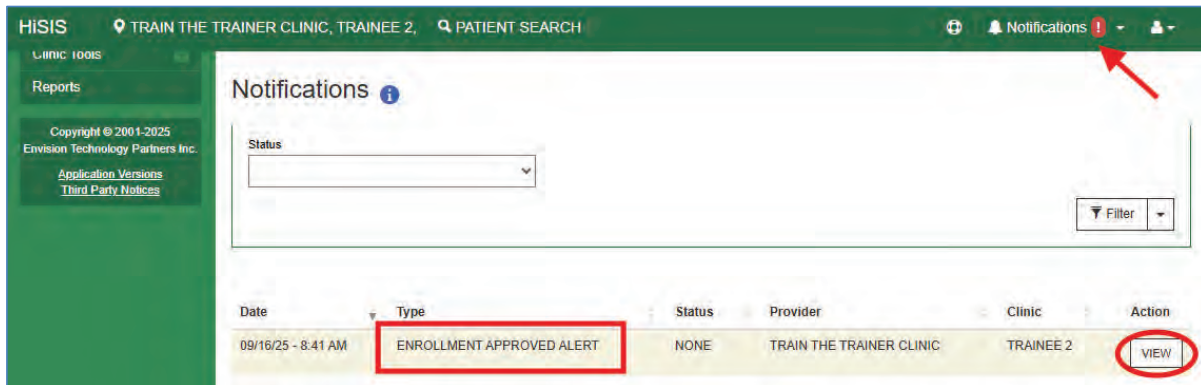 HiSIS TRAIN THE TRAINER CLINIC, TRAINEE 2, PATIENT SEARCH Notifications !
Clinic Tools
Reports
Copyright © 2001-2025
Envision Technology Partners Inc.
Application Versions
Third Party Notices
Notifications i
Status
Filter
Date Type Status Provider Clinic Action
09/16/25 - 8:41 AM ENROLLMENT APPROVED ALERT NONE TRAIN THE TRAINER CLINIC TRAINEE 2 VIEW